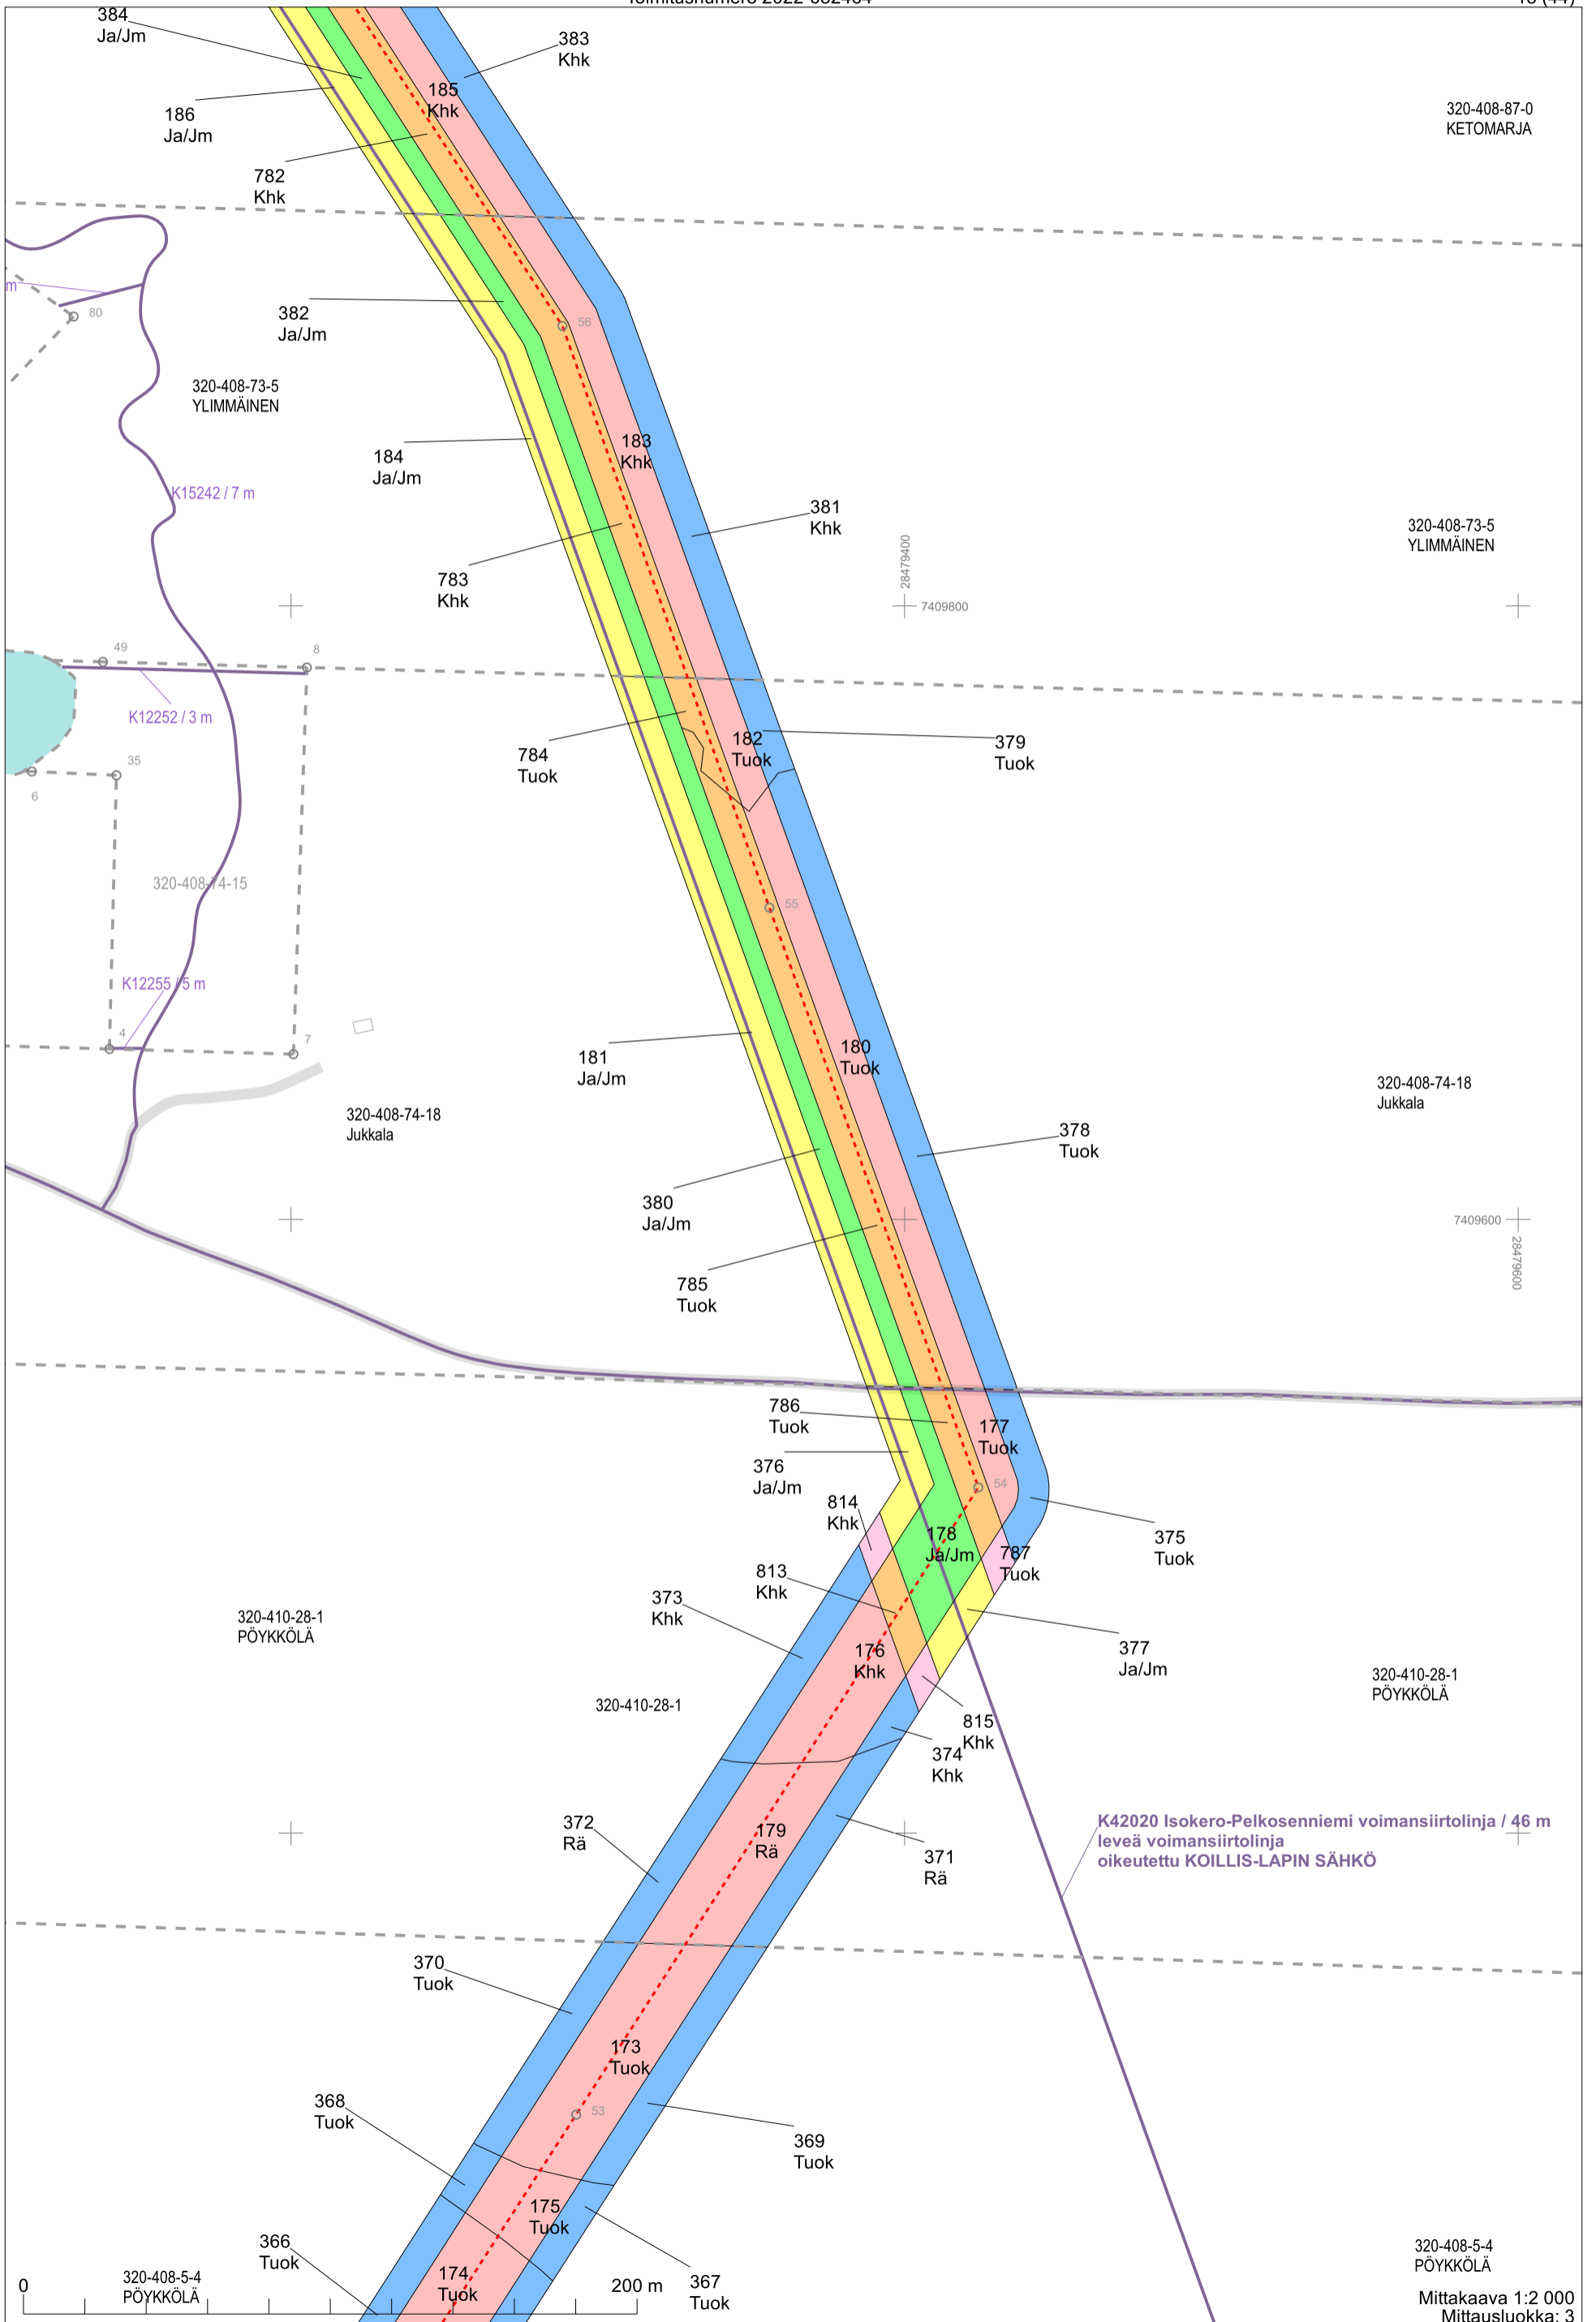 384
Ja/Jm
383
Khk
185
Khk
186
Ja/Jm
320-408-87-0
KETOMARJA
782
Khk
m
80
382
Ja/Jm
56
320-408-73-5
YLIMMÄINEN
184
Ja/Jm
183
Khk
K15242 / 7 m
381
Khk
320-408-73-5
YLIMMÄINEN
783
Khk
28479400
7409800
49
8
K12252 / 3 m
784
Tuok
182
Tuok
379
Tuok
35
6
320-408-74-15
55
K12255 / 5 m
4
7
181
Ja/Jm
180
Tuok
320-408-74-18
Jukkala
320-408-74-18
Jukkala
378
Tuok
380
Ja/Jm
7409600
28479600
785
Tuok
786
Tuok
177
Tuok
376
Ja/Jm
54
814
Khk
178
Ja/Jm
787
Tuok
375
Tuok
813
Khk
373
Khk
320-410-28-1
PÖYKKÖLÄ
176
Khk
377
Ja/Jm
320-410-28-1
PÖYKKÖLÄ
320-410-28-1
815
Khk
374
Khk
372
Rä
179
Rä
371
Rä
K42020 Isokero-Pelkosenniemi voimansiirtolinja / 46 m
leveä voimansiirtolinja
oikeutettu KOILLIS-LAPIN SÄHKÖ
370
Tuok
173
Tuok
368
Tuok
53
369
Tuok
175
Tuok
366
Tuok
320-408-5-4
PÖYKKÖLÄ
174
Tuok
367
Tuok
320-408-5-4
PÖYKKÖLÄ
0
200 m
Mittakaava 1:2 000
Mittausluokka: 3